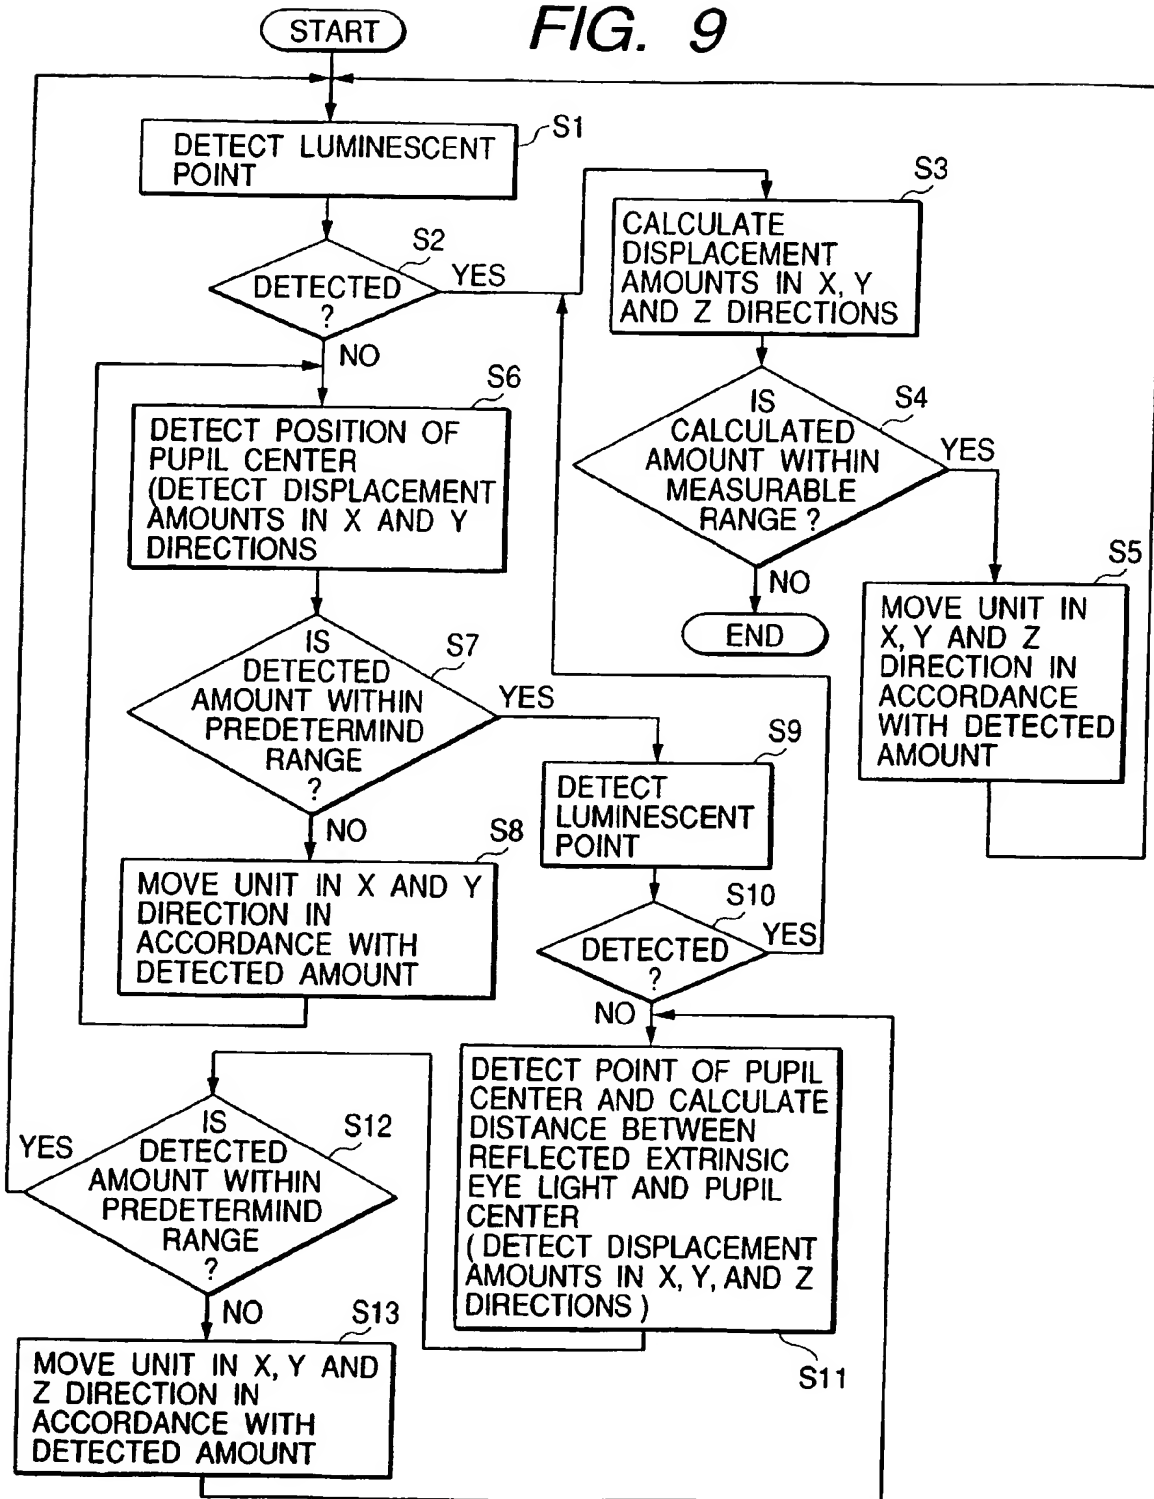 FIG. 9
START
S1
DETECT LUMINESCENT
POINT
S2
DETECTED
?
YES
NO
S3
CALCULATE
DISPLACEMENT
AMOUNTS IN X, Y
AND Z DIRECTIONS
S4
IS
CALCULATED
AMOUNT WITHIN
MEASURABLE
RANGE ?
YES
NO
END
S5
MOVE UNIT IN
X, Y AND Z
DIRECTION IN
ACCORDANCE
WITH DETECTED
AMOUNT
S6
DETECT POSITION OF
PUPIL CENTER
(DETECT DISPLACEMENT
AMOUNTS IN X AND Y
DIRECTIONS
S7
IS
DETECTED
AMOUNT WITHIN
PREDETERMIND
RANGE
?
YES
NO
S8
MOVE UNIT IN X AND Y
DIRECTION IN
ACCORDANCE WITH
DETECTED AMOUNT
S9
DETECT
LUMINESCENT
POINT
S10
DETECTED
?
YES
NO
DETECT POINT OF PUPIL
CENTER AND CALCULATE
DISTANCE BETWEEN
REFLECTED EXTRINSIC
EYE LIGHT AND PUPIL
CENTER
( DETECT DISPLACEMENT
AMOUNTS IN X, Y, AND Z
DIRECTIONS )
S11
S12
IS
DETECTED
AMOUNT WITHIN
PREDETERMIND
RANGE
?
YES
NO
S13
MOVE UNIT IN X, Y AND
Z DIRECTION IN
ACCORDANCE WITH
DETECTED AMOUNT